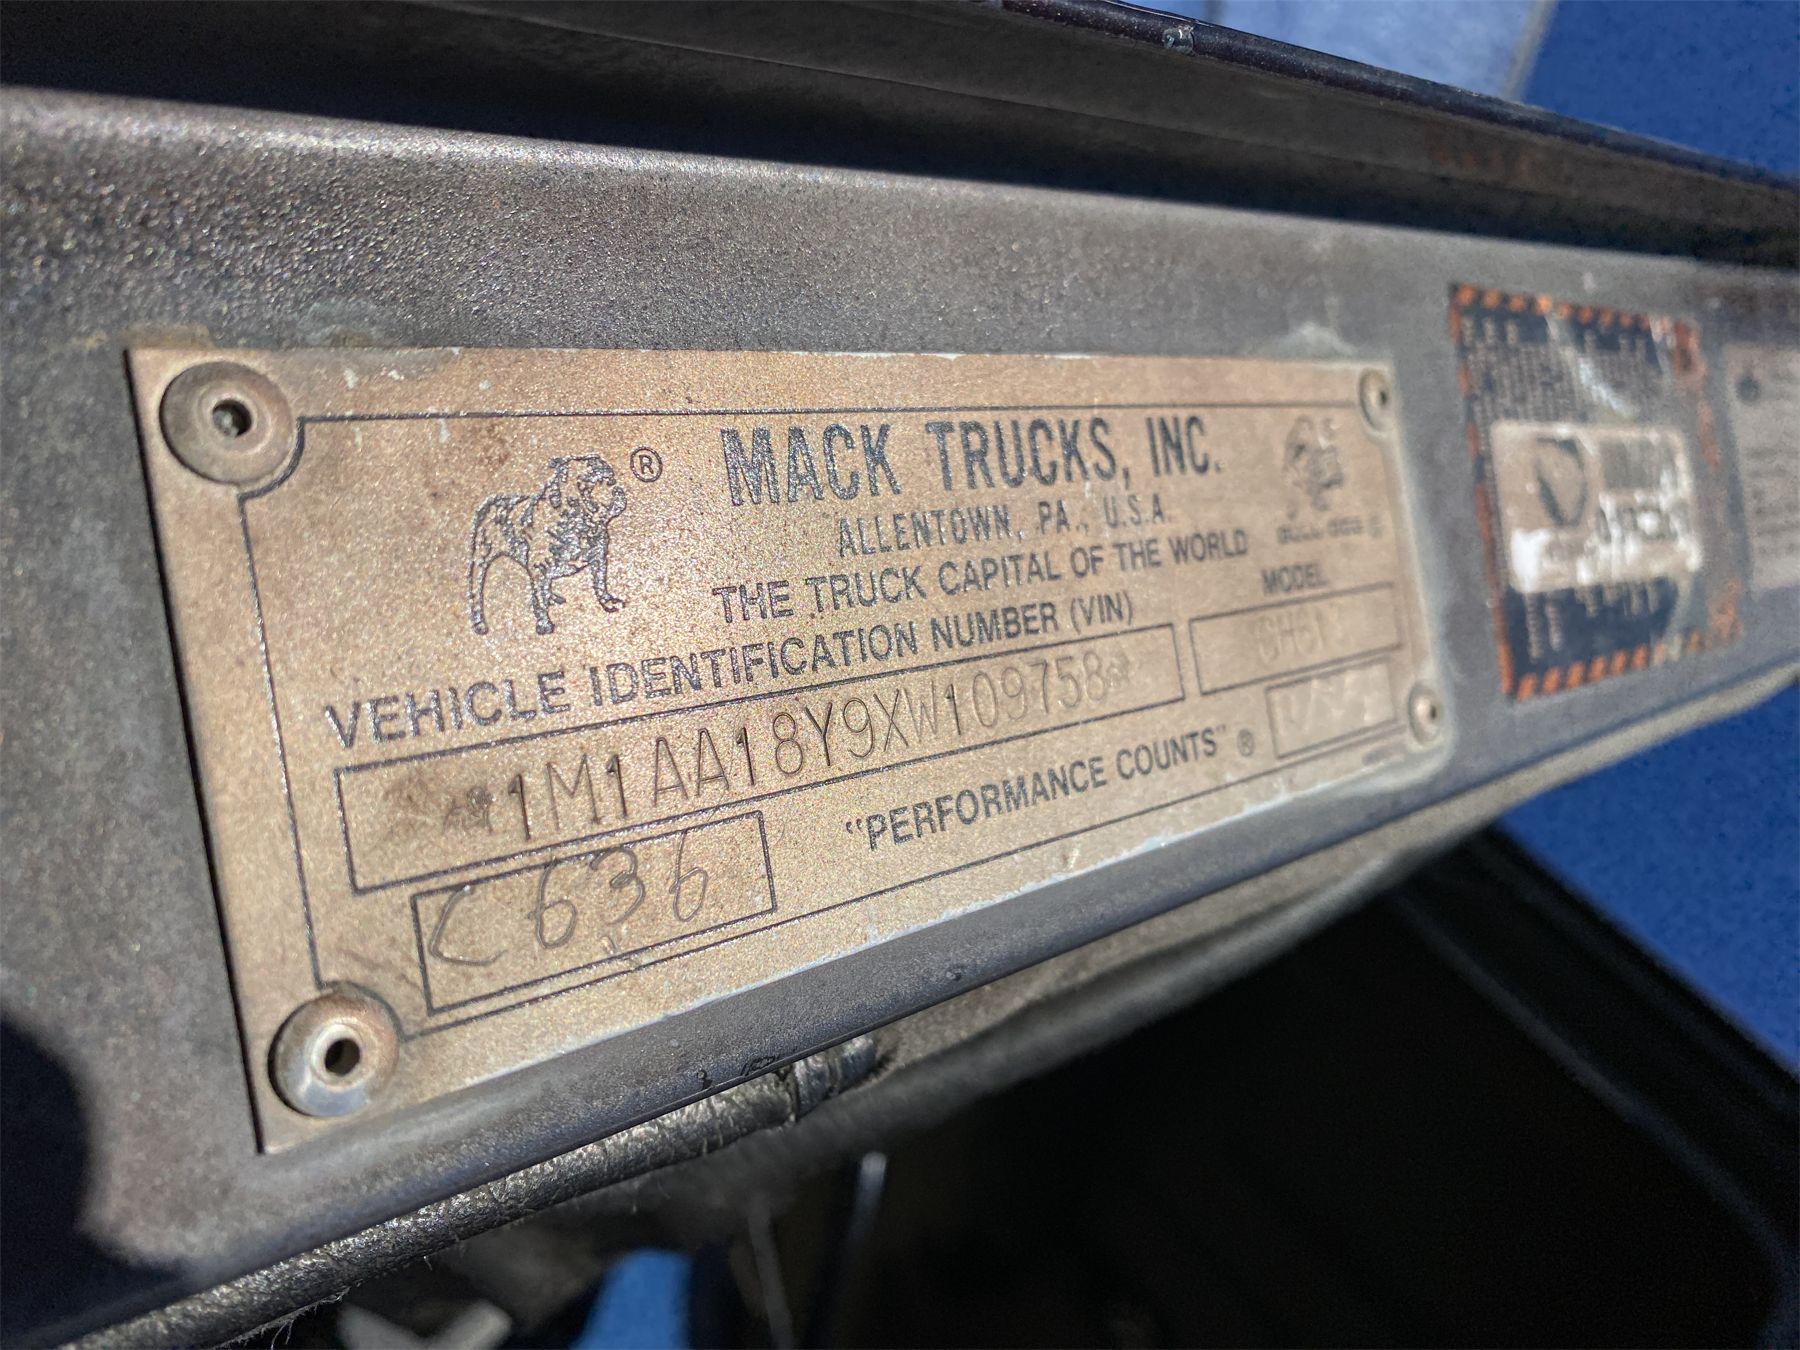 ®
MACK TRUCKS, INC.
ALLENTOWN, PA., U.S.A.
THE TRUCK CAPITAL OF THE WORLD
BULLDOG ®
VEHICLE IDENTIFICATION NUMBER (VIN)
MODEL
*1M1AA18Y9XW109758*
C636
"PERFORMANCE COUNTS" ®